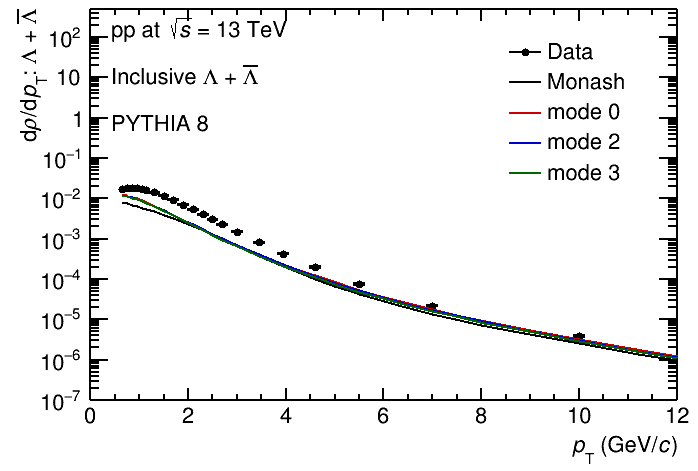 dρ/dp_T: Λ + Λ̅
10²
10
1
10⁻¹
10⁻²
10⁻³
10⁻⁴
10⁻⁵
10⁻⁶
10⁻⁷
pp at √s = 13 TeV
Inclusive Λ + Λ̅
PYTHIA 8
Data
Monash
mode 0
mode 2
mode 3
0 2 4 6 8 10 12
p_T (GeV/c)